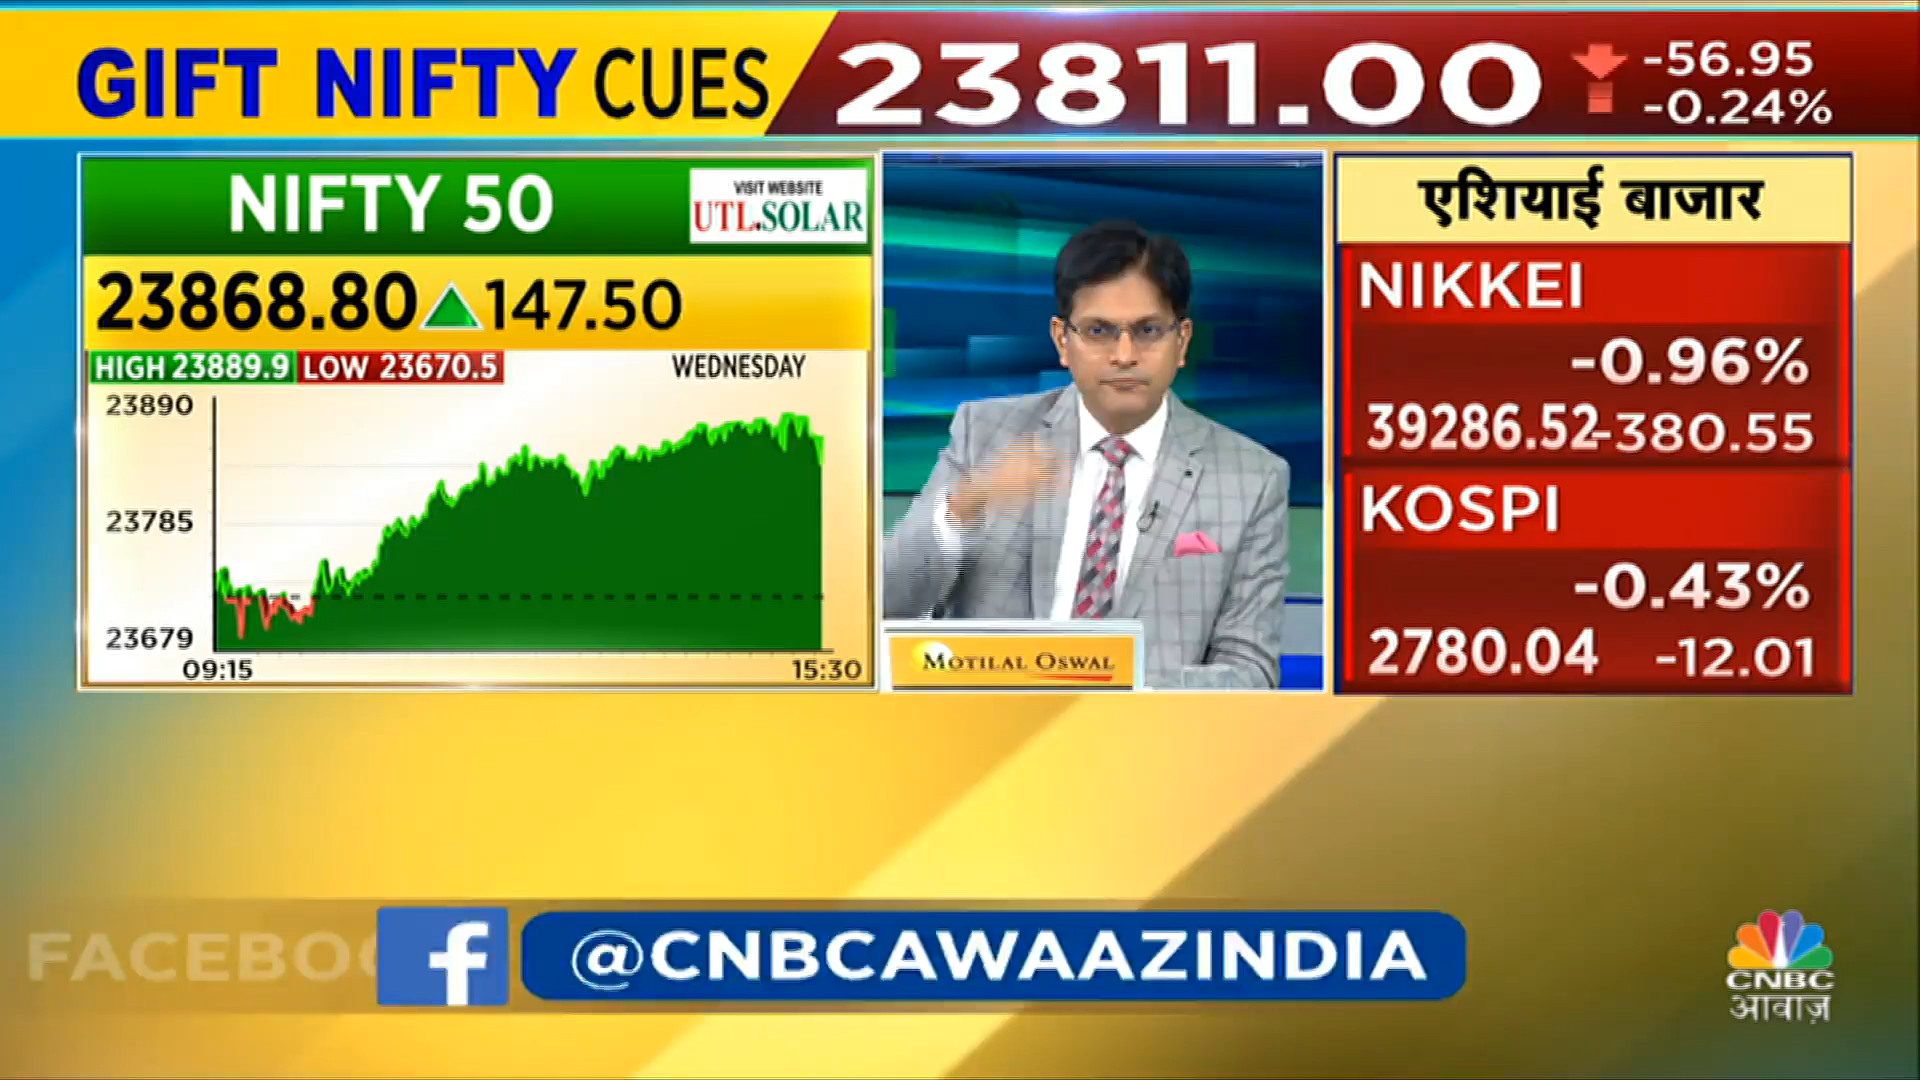 GIFT NIFTY CUES
23811.00
-56.95
-0.24%
NIFTY 50
VISIT WEBSITE
UTL.SOLAR
23868.80 147.50
HIGH 23889.9 LOW 23670.5
WEDNESDAY
23890
23785
23679
09:15
15:30
MOTILAL OSWAL
एशियाई बाजार
NIKKEI
-0.96%
39286.52 -380.55
KOSPI
-0.43%
2780.04 -12.01
f @CNBCAWAAZINDIA
CNBC
आवाज़